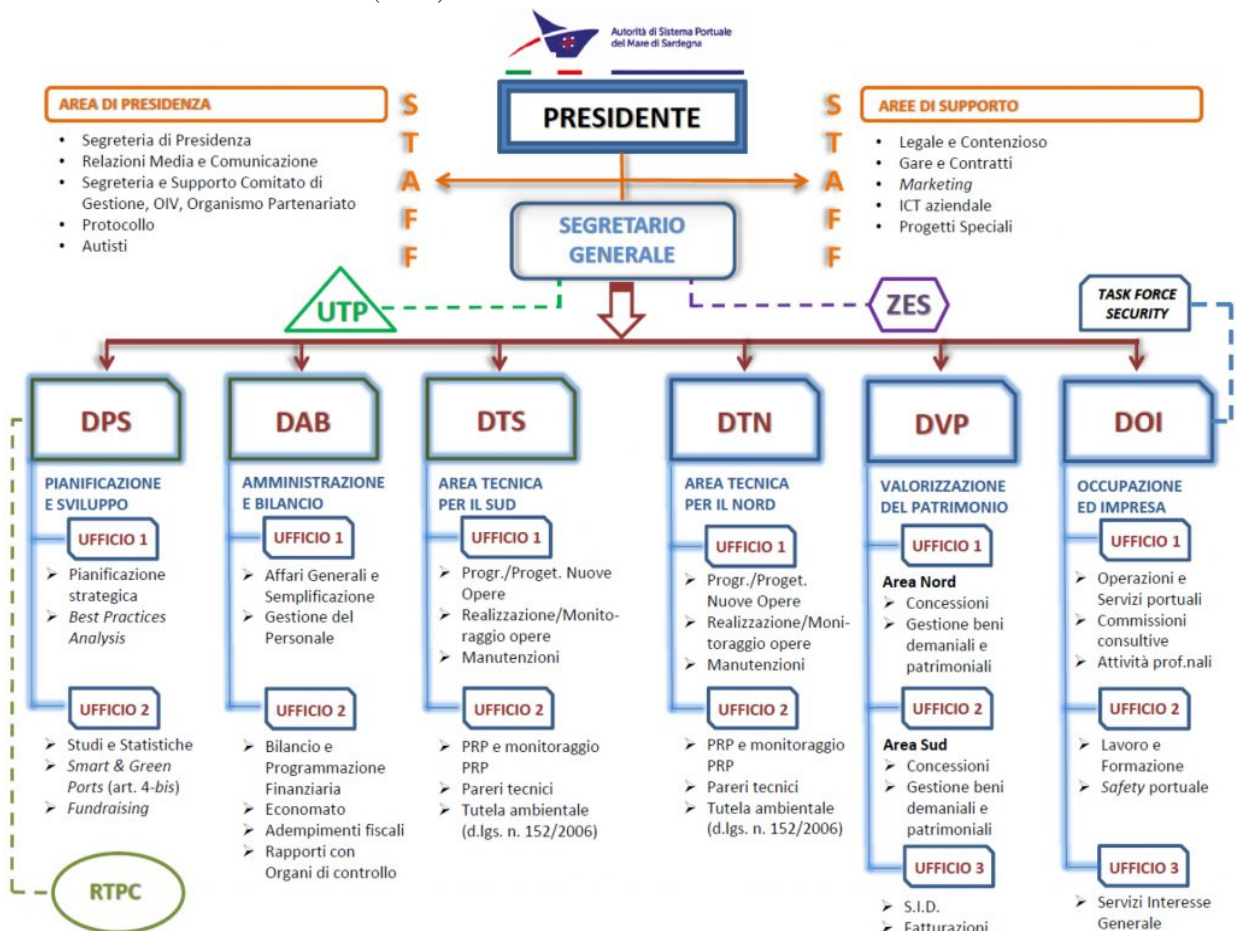 Autorità di Sistema Portuale
del Mare di Sardegna
PRESIDENTE
AREA DI PRESIDENZA
• Segreteria di Presidenza
• Relazioni Media e Comunicazione
• Segreteria e Supporto Comitato di
Gestione, OIV, Organismo Partenariato
• Protocollo
• Autisti
STAFF
STAFF
AREE DI SUPPORTO
• Legale e Contenzioso
• Gare e Contratti
• Marketing
• ICT aziendale
• Progetti Speciali
SEGRETARIO
GENERALE
UTP
ZES
TASK FORCE
SECURITY
DPS
PIANIFICAZIONE
E SVILUPPO
UFFICIO 1
➢ Pianificazione
strategica
➢ Best Practices
Analysis
UFFICIO 2
➢ Studi e Statistiche
➢ Smart & Green
Ports (art. 4-bis)
➢ Fundraising
RTPC
DAB
AMMINISTRAZIONE
E BILANCIO
UFFICIO 1
➢ Affari Generali e
Semplificazione
➢ Gestione del
Personale
UFFICIO 2
➢ Bilancio e
Programmazione
Finanziaria
➢ Economato
➢ Adempimenti fiscali
➢ Rapporti con
Organi di controllo
DTS
AREA TECNICA
PER IL SUD
UFFICIO 1
➢ Progr./Proget. Nuove
Opere
➢ Realizzazione/Monito-
raggio opere
➢ Manutenzioni
UFFICIO 2
➢ PRP e monitoraggio
PRP
➢ Pareri tecnici
➢ Tutela ambientale
(d.lgs. n. 152/2006)
DTN
AREA TECNICA
PER IL NORD
UFFICIO 1
➢ Progr./Proget.
Nuove Opere
➢ Realizzazione/Moni-
toraggio opere
➢ Manutenzioni
UFFICIO 2
➢ PRP e monitoraggio
PRP
➢ Pareri tecnici
➢ Tutela ambientale
(d.lgs. n. 152/2006)
DVP
VALORIZZAZIONE
DEL PATRIMONIO
UFFICIO 1
Area Nord
➢ Concessioni
➢ Gestione beni
demaniali e
patrimoniali
UFFICIO 2
Area Sud
➢ Concessioni
➢ Gestione beni
demaniali e
patrimoniali
UFFICIO 3
➢ S.I.D.
➢ Fatturazioni
DOI
OCCUPAZIONE
ED IMPRESA
UFFICIO 1
➢ Operazioni e
Servizi portuali
➢ Commissioni
consultive
➢ Attività prof.nali
UFFICIO 2
➢ Lavoro e
Formazione
➢ Safety portuale
UFFICIO 3
➢ Servizi Interesse
Generale